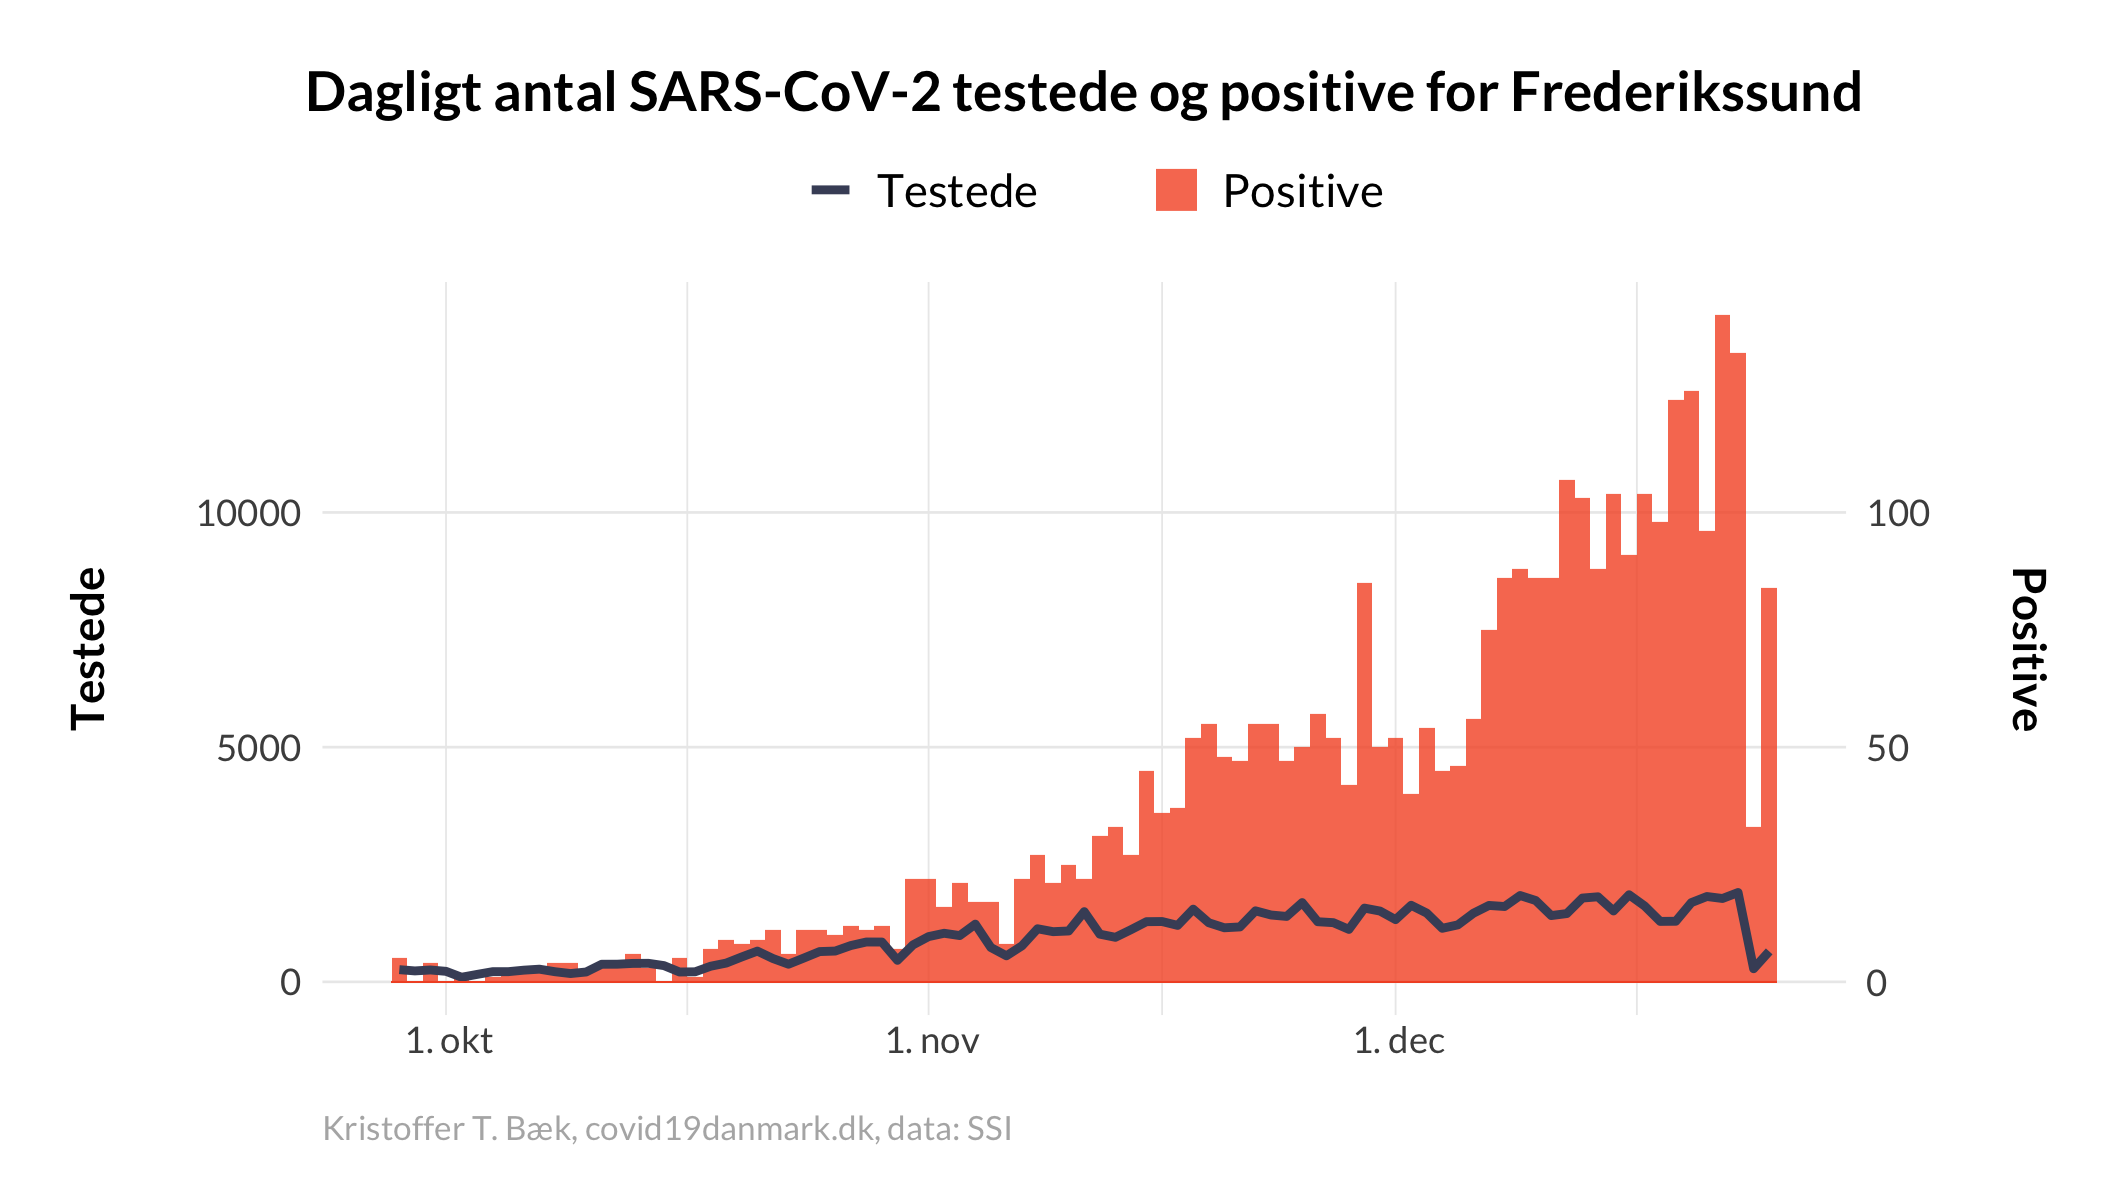 Dagligt antal SARS-CoV-2 testede og positive for Frederikssund
Testede
Positive
10000
5000
0
Testede
100
50
0
Positive
1. okt
1. nov
1. dec
Kristoffer T. Bæk, covid19danmark.dk, data: SSI